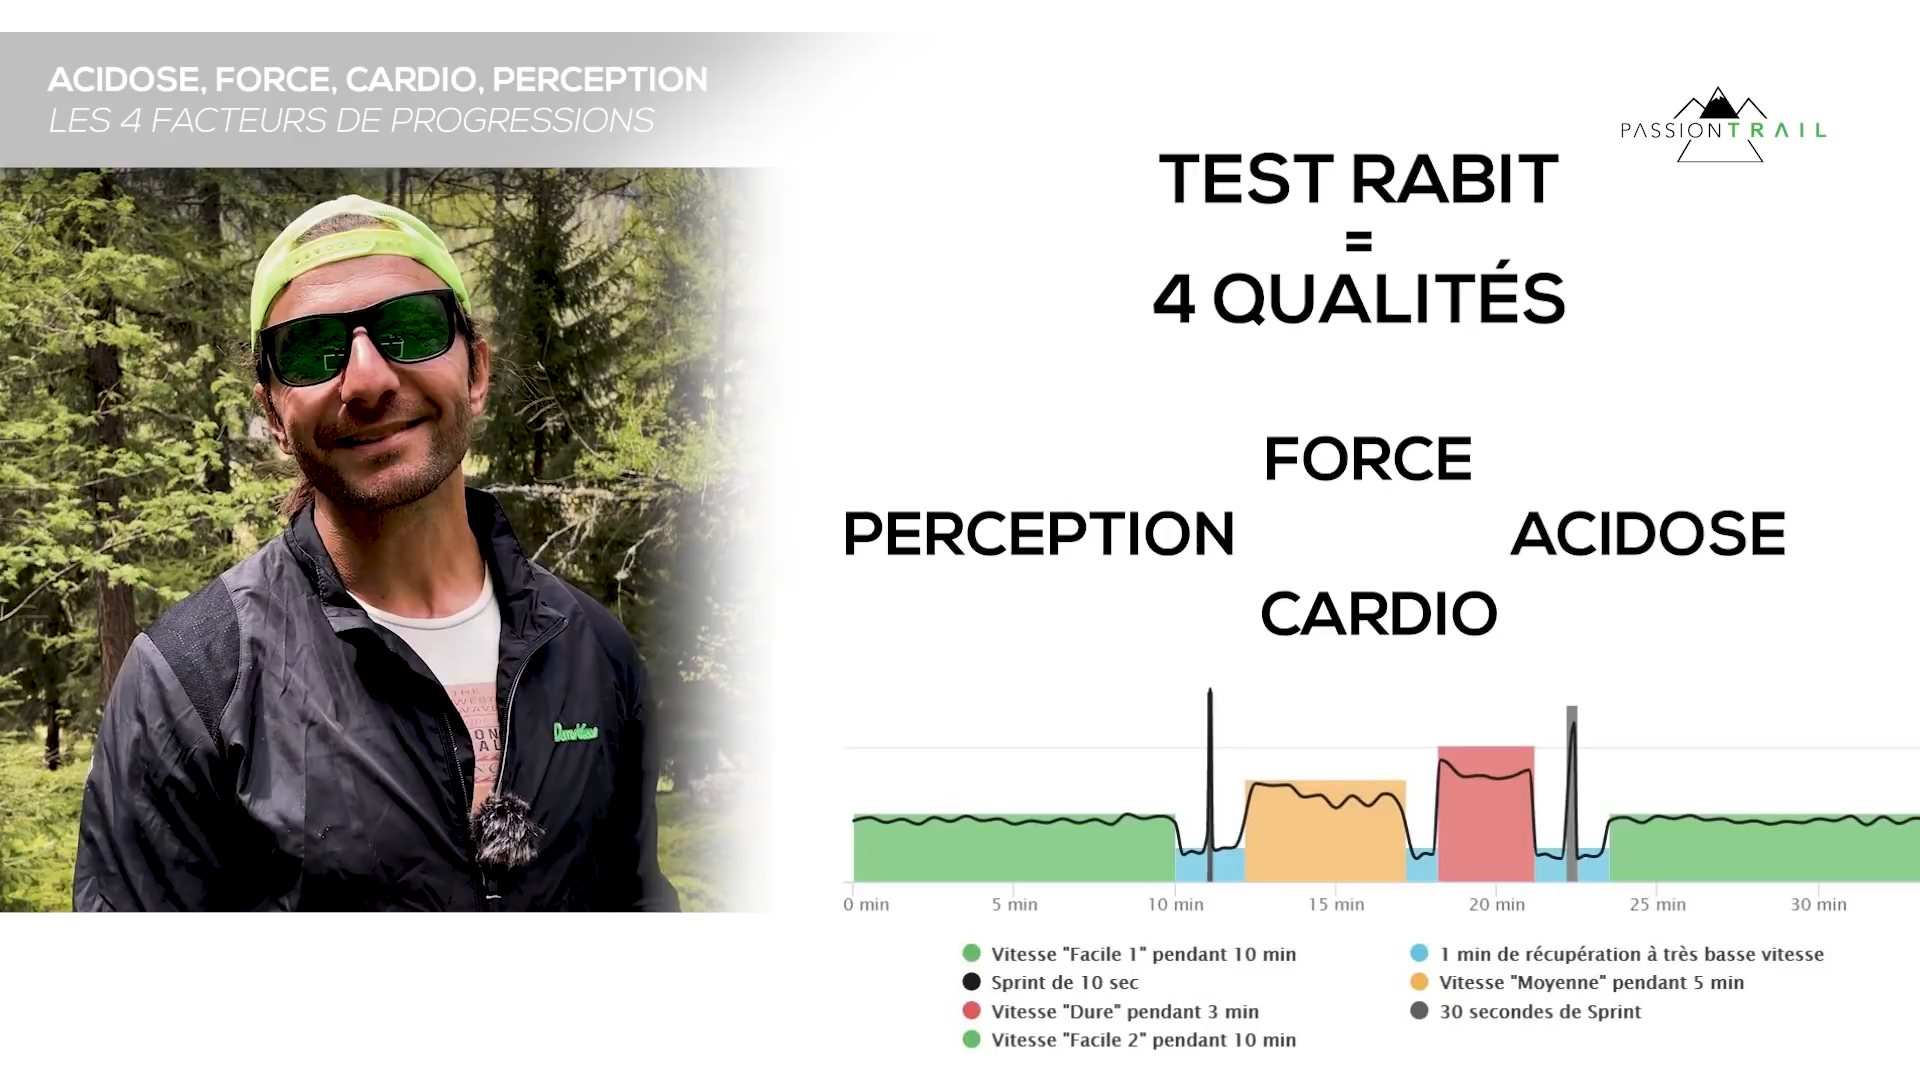 ACIDOSE, FORCE, CARDIO, PERCEPTION
LES 4 FACTEURS DE PROGRESSIONS
PASSIONTRAIL
TEST RABIT
=
4 QUALITÉS
FORCE
PERCEPTION
ACIDOSE
CARDIO
0 min
5 min
10 min
15 min
20 min
25 min
30 min
Vitesse "Facile 1" pendant 10 min
Sprint de 10 sec
Vitesse "Dure" pendant 3 min
Vitesse "Facile 2" pendant 10 min
1 min de récupération à très basse vitesse
Vitesse "Moyenne" pendant 5 min
30 secondes de Sprint